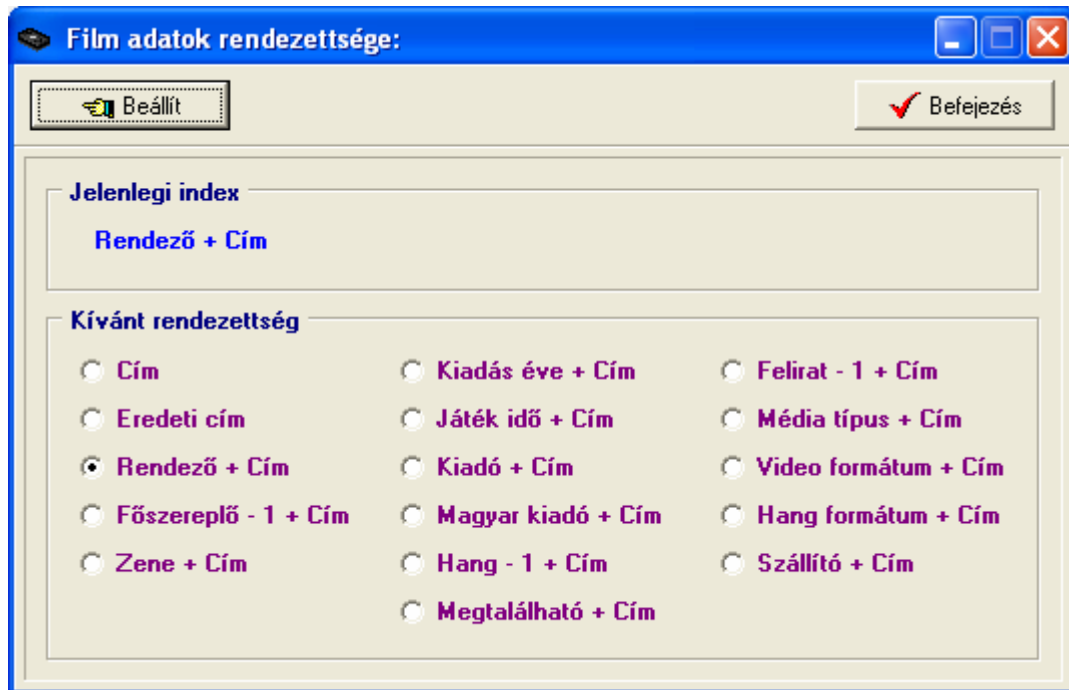 Film adatok rendezettsége:
Beállít
Befejezés
Jelenlegi index
Rendező + Cím
Kívánt rendezettség
Cím
Eredeti cím
Rendező + Cím
Főszereplő - 1 + Cím
Zene + Cím
Kiadás éve + Cím
Játék idő + Cím
Kiadó + Cím
Magyar kiadó + Cím
Hang - 1 + Cím
Megtalálható + Cím
Felirat - 1 + Cím
Média típus + Cím
Video formátum + Cím
Hang formátum + Cím
Szállító + Cím